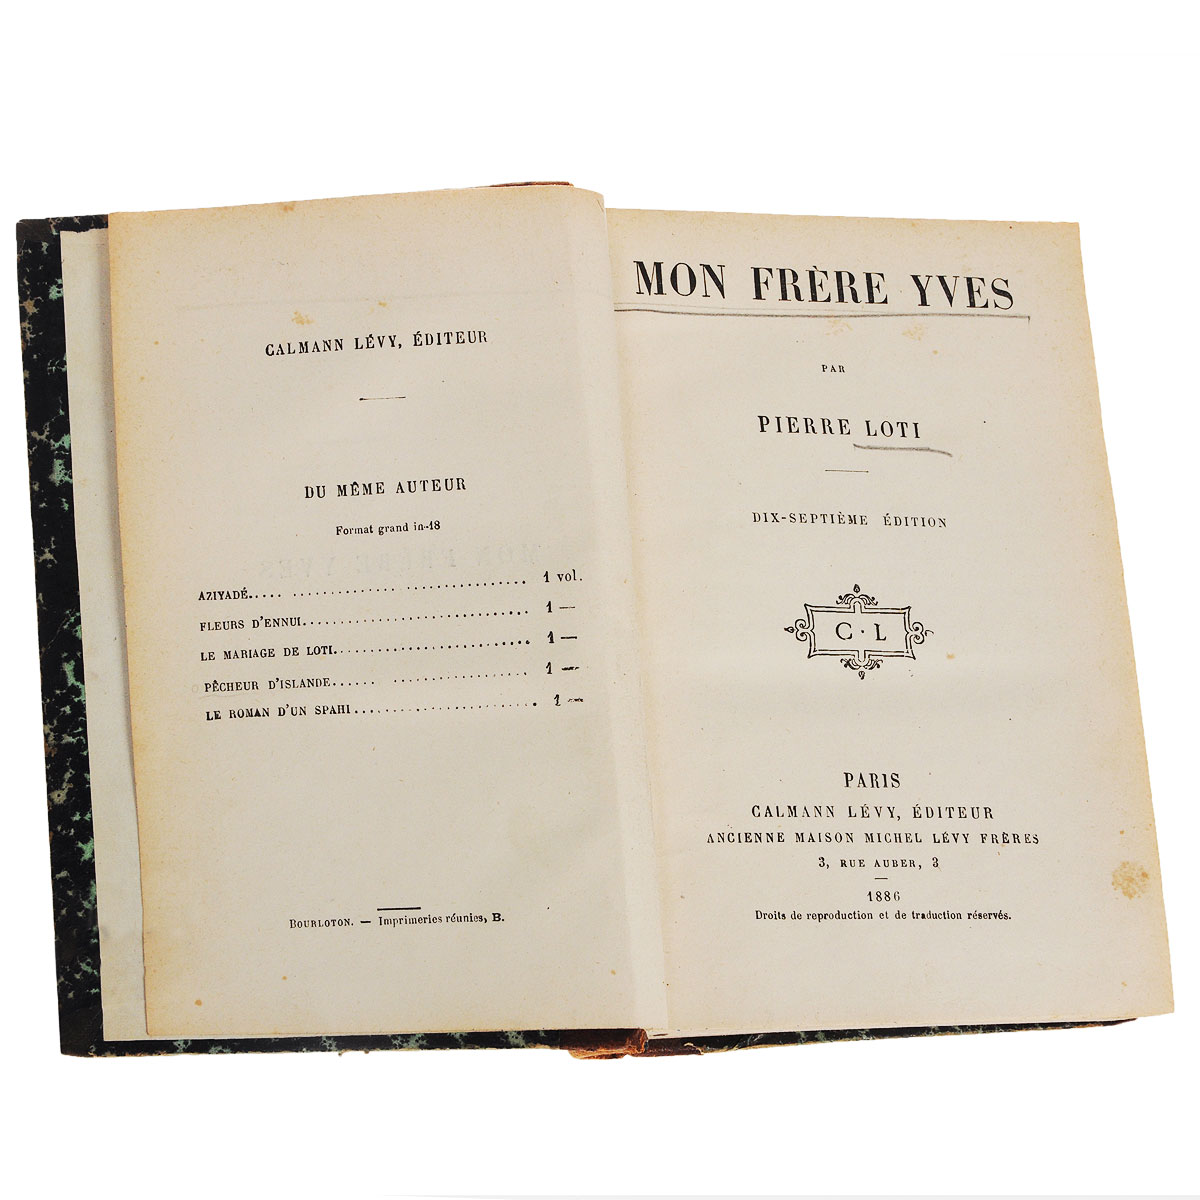 CALMANN LÉVY, ÉDITEUR
DU MÊME AUTEUR
Format grand in-18
AZIYADÉ..... ................ ................ 1 vol.
FLEURS D'ENNUI................................ 1 —
LE MARIAGE DE LOTI............................ 1 —
PÊCHEUR D'ISLANDE...... .................. 1 —
LE ROMAN D'UN SPAHI........................ 1 —
BOURLOTON. — Imprimeries réunies, B.
MON FRÈRE YVES
PAR
PIERRE LOTI
DIX-SEPTIÈME ÉDITION
C·L
PARIS
CALMANN LÉVY, ÉDITEUR
ANCIENNE MAISON MICHEL LÉVY FRÈRES
3, RUE AUBER, 3
1886
Droits de reproduction et de traduction réservés.